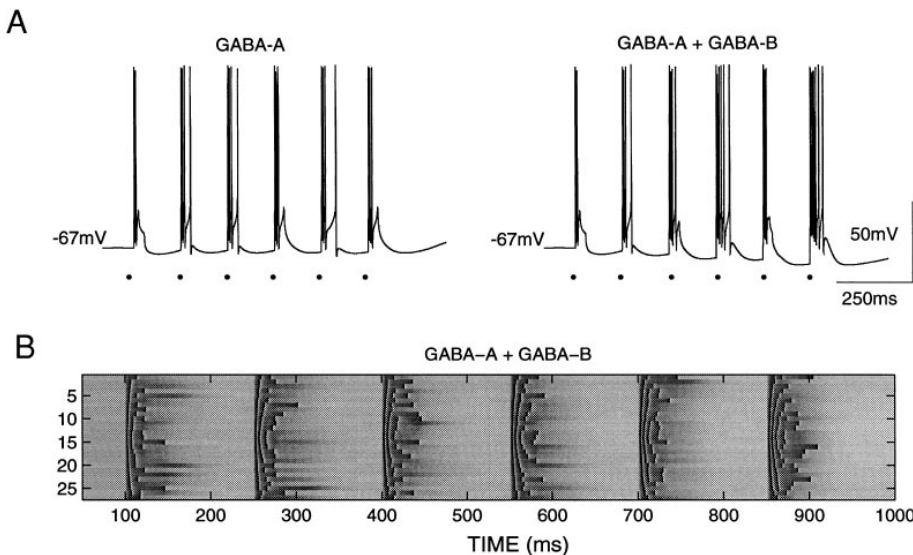 A
GABA-A
GABA-A + GABA-B
-67mV
-67mV
50mV
250ms
B
GABA–A + GABA–B
5
10
15
20
25
100 200 300 400 500 600 700 800 900 1000
TIME (ms)